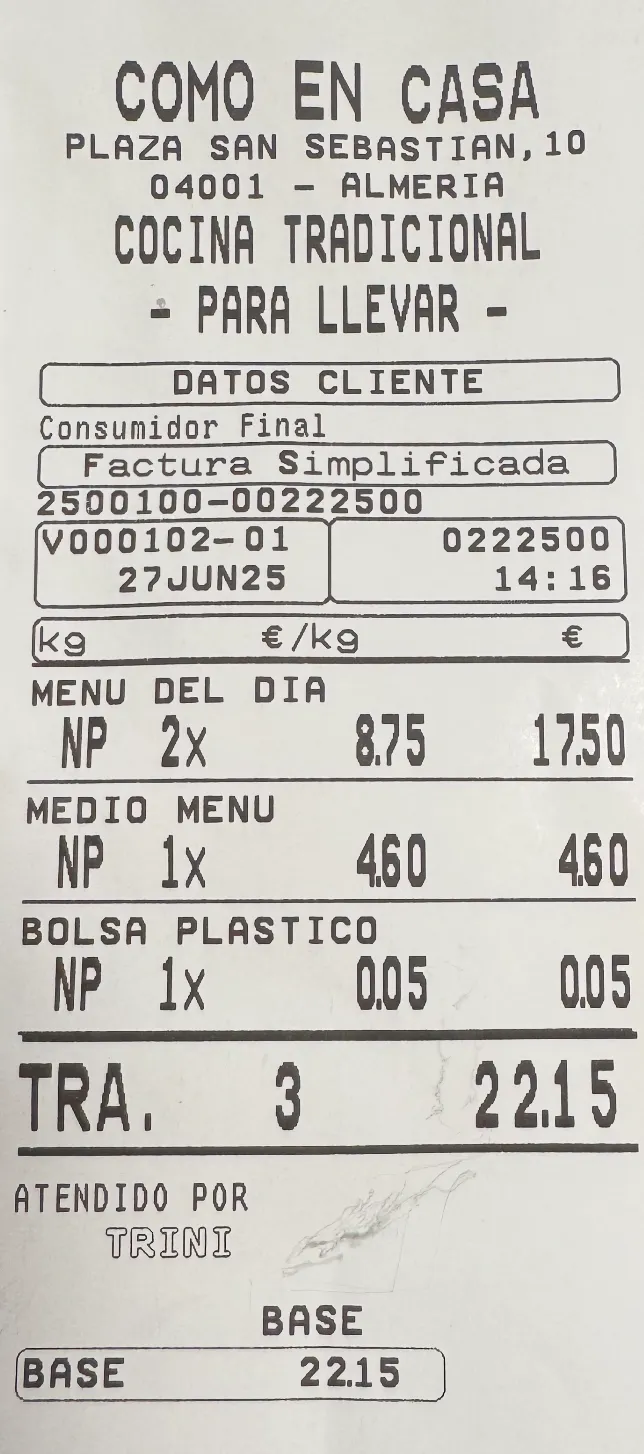 COMO EN CASA
PLAZA SAN SEBASTIAN, 10
04001 - ALMERIA
COCINA TRADICIONAL
- PARA LLEVAR -
DATOS CLIENTE
Consumidor Final
Factura Simplificada
2500100-00222500
V000102-01 0222500
27JUN25 14:16
kg €/kg €
MENU DEL DIA
NP 2x 8.75 17.50
MEDIO MENU
NP 1x 4.60 4.60
BOLSA PLASTICO
NP 1x 0.05 0.05
TRA. 3 22.15
ATENDIDO POR
TRINI
BASE
BASE 22.15